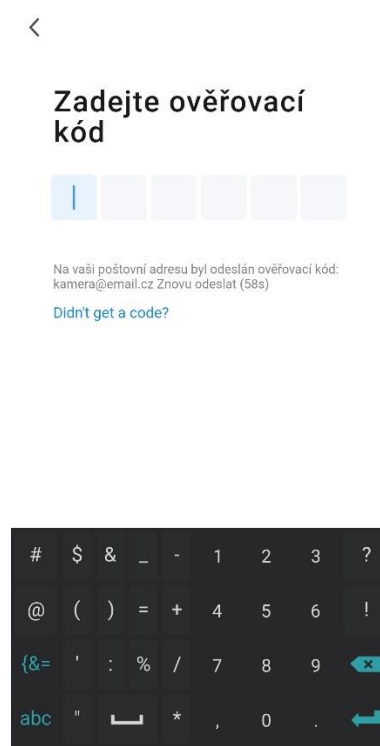 Zadejte ověřovací
kód
Na vaši poštovní adresu byl odeslán ověřovací kód:
kamera@email.cz Znovu odeslat (58s)
Didn't get a code?
# $ & _ - 1 2 3 ?
@ ( ) = + 4 5 6 !
{&= ' : % / 7 8 9
abc " * , 0 .